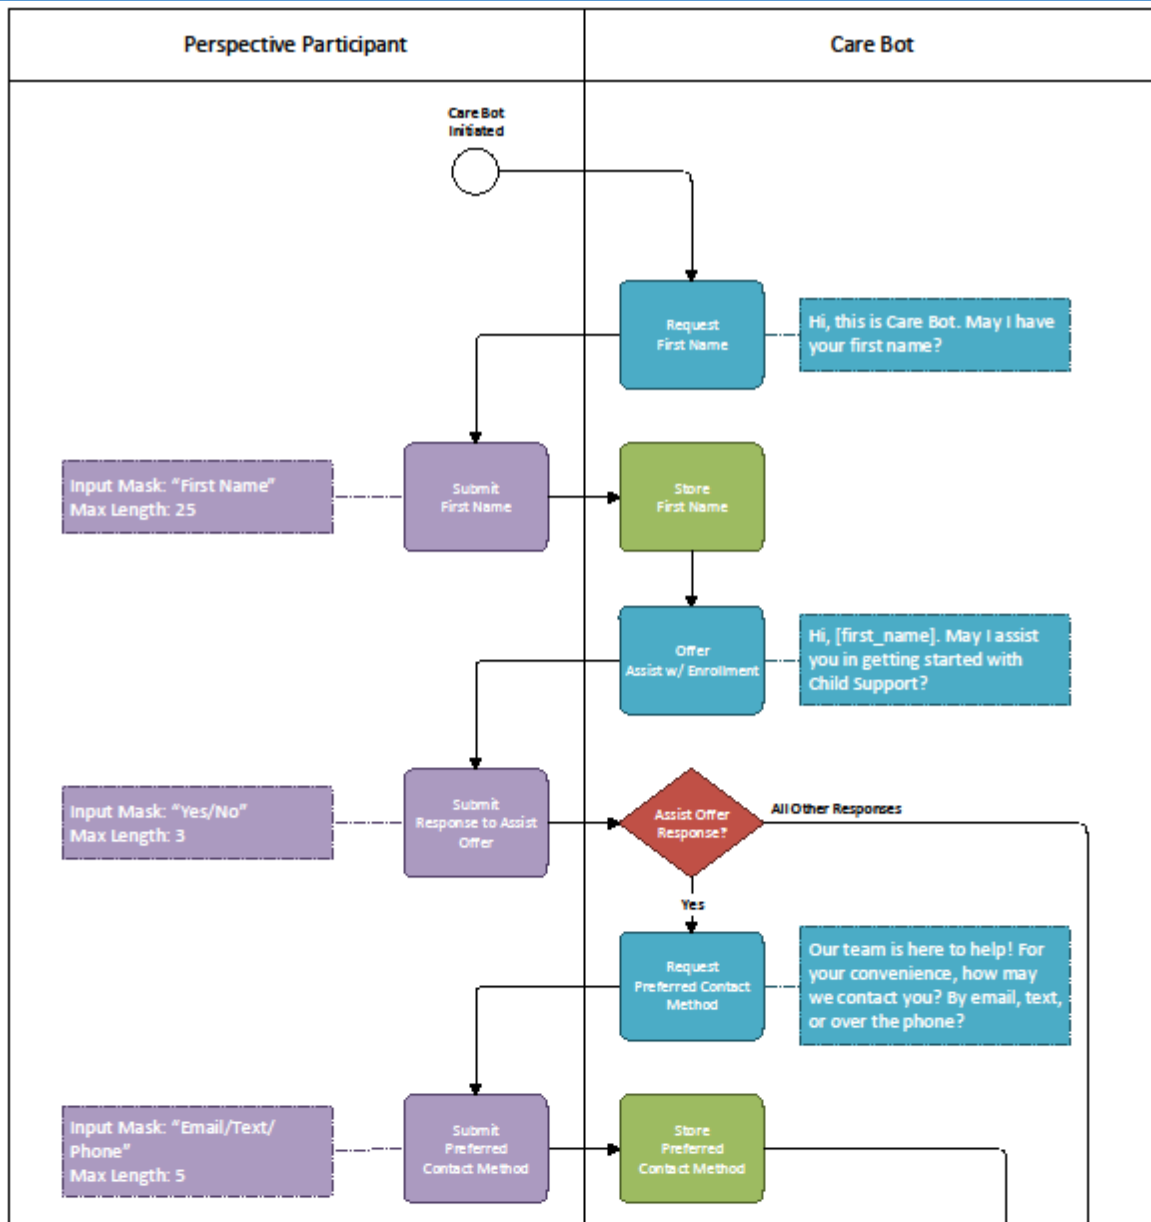 Perspective Participant
Care Bot
Care Bot
Initiated
Request
First Name
Hi, this is Care Bot. May I have
your first name?
Input Mask: “First Name”
Max Length: 25
Submit
First Name
Store
First Name
Offer
Assist w/ Enrollment
Hi, [first_name]. May I assist
you in getting started with
Child Support?
Input Mask: “Yes/No”
Max Length: 3
Submit
Response to Assist
Offer
Assist Offer
Response?
All Other Responses
Yes
Request
Preferred Contact
Method
Our team is here to help! For
your convenience, how may
we contact you? By email, text,
or over the phone?
Input Mask: “Email/Text/
Phone”
Max Length: 5
Submit
Preferred
Contact Method
Store
Preferred
Contact Method